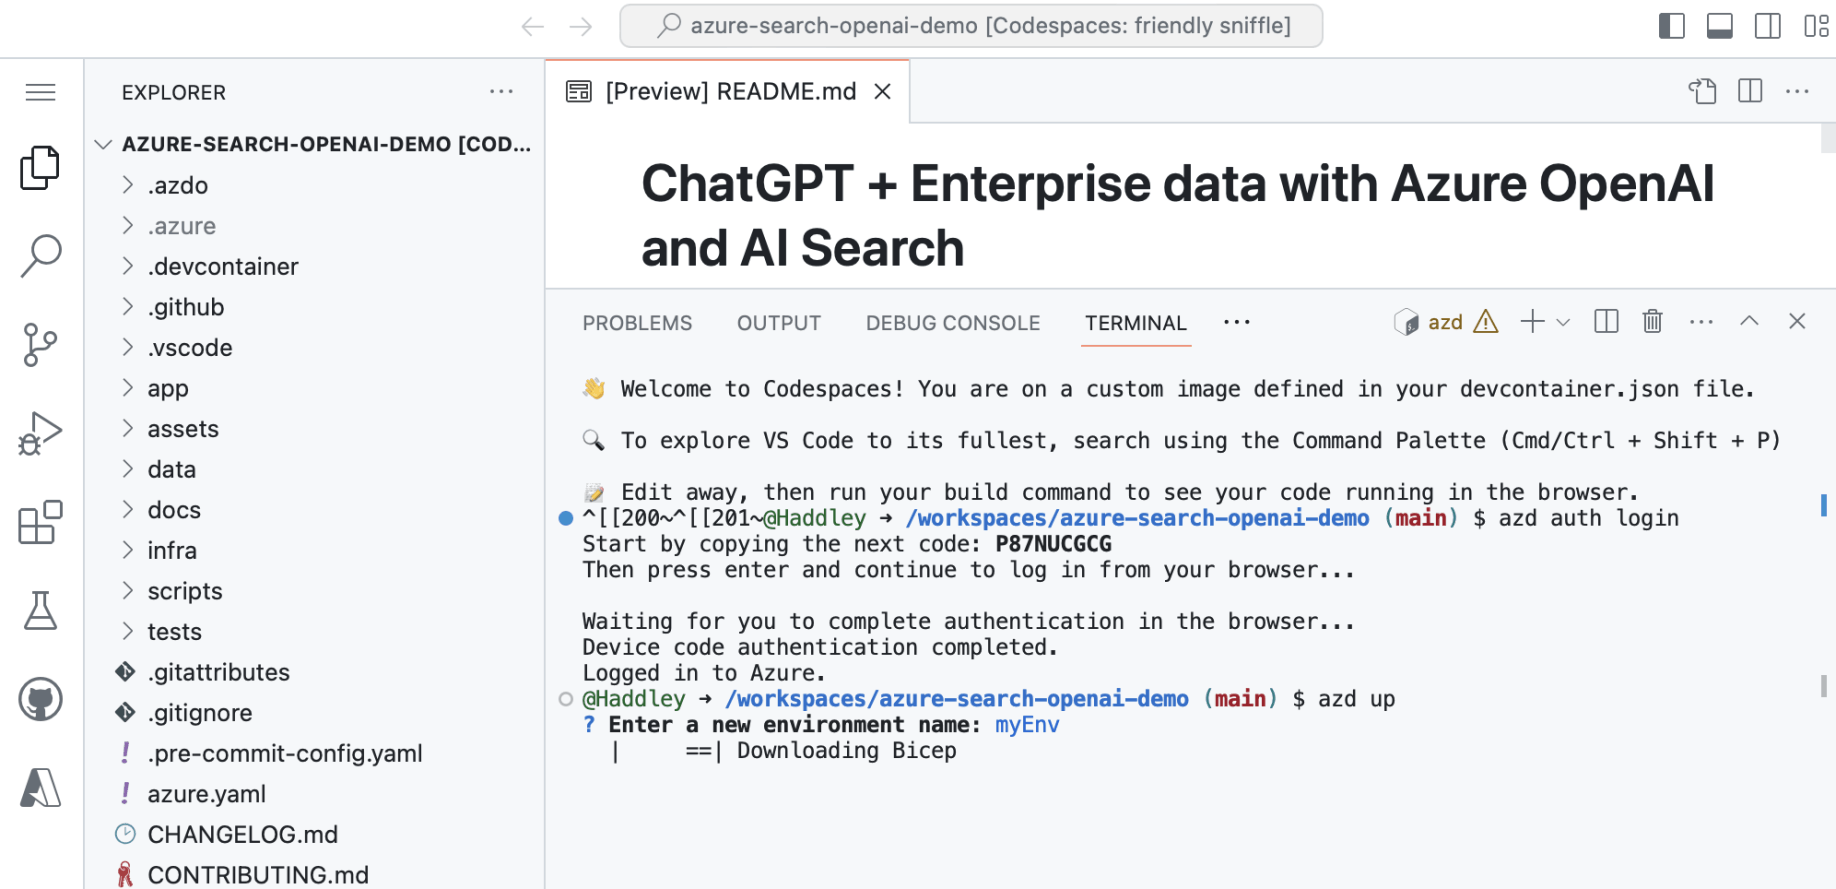 azure-search-openai-demo [Codespaces: friendly sniffle]
EXPLORER
AZURE-SEARCH-OPENAI-DEMO [COD...
.azdo
.azure
.devcontainer
.github
.vscode
app
assets
data
docs
infra
scripts
tests
.gitattributes
.gitignore
! .pre-commit-config.yaml
! azure.yaml
CHANGELOG.md
CONTRIBUTING.md
[Preview] README.md
ChatGPT + Enterprise data with Azure OpenAI
and AI Search
PROBLEMS OUTPUT DEBUG CONSOLE TERMINAL ··· azd
👋 Welcome to Codespaces! You are on a custom image defined in your devcontainer.json file.
🔍 To explore VS Code to its fullest, search using the Command Palette (Cmd/Ctrl + Shift + P)
📝 Edit away, then run your build command to see your code running in the browser.
^[[200~^[[201~@Haddley ➜ /workspaces/azure-search-openai-demo (main) $ azd auth login
Start by copying the next code: P87NUCGCG
Then press enter and continue to log in from your browser...
Waiting for you to complete authentication in the browser...
Device code authentication completed.
Logged in to Azure.
@Haddley ➜ /workspaces/azure-search-openai-demo (main) $ azd up
? Enter a new environment name: myEnv
|     ==| Downloading Bicep